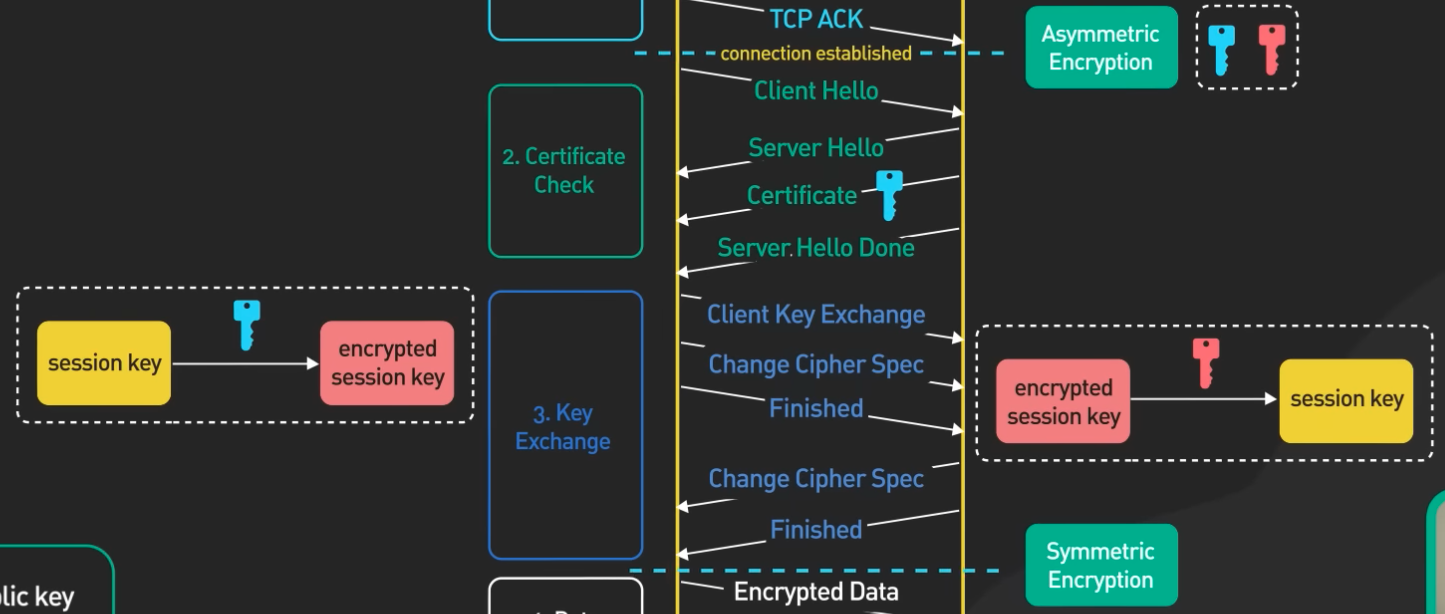 TCP ACK
connection established
Asymmetric
Encryption
Client Hello
Server Hello
2. Certificate
Check
Certificate
Server Hello Done
Client Key Exchange
session key
encrypted
session key
Change Cipher Spec
encrypted
session key
session key
Finished
3. Key
Exchange
Change Cipher Spec
Finished
Symmetric
Encryption
Encrypted Data
key